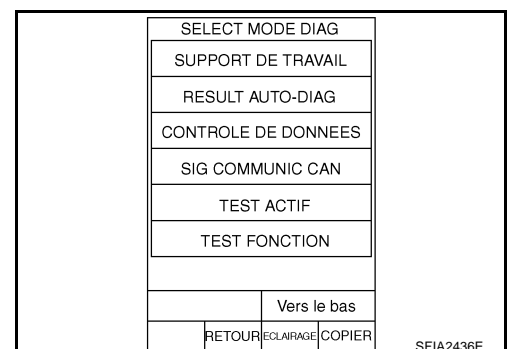 SELECT MODE DIAG
SUPPORT DE TRAVAIL
RESULT AUTO-DIAG
CONTROLE DE DONNEES
SIG COMMUNIC CAN
TEST ACTIF
TEST FONCTION
Vers le bas
RETOUR ECLAIRAGE COPIER
SEIA2436E